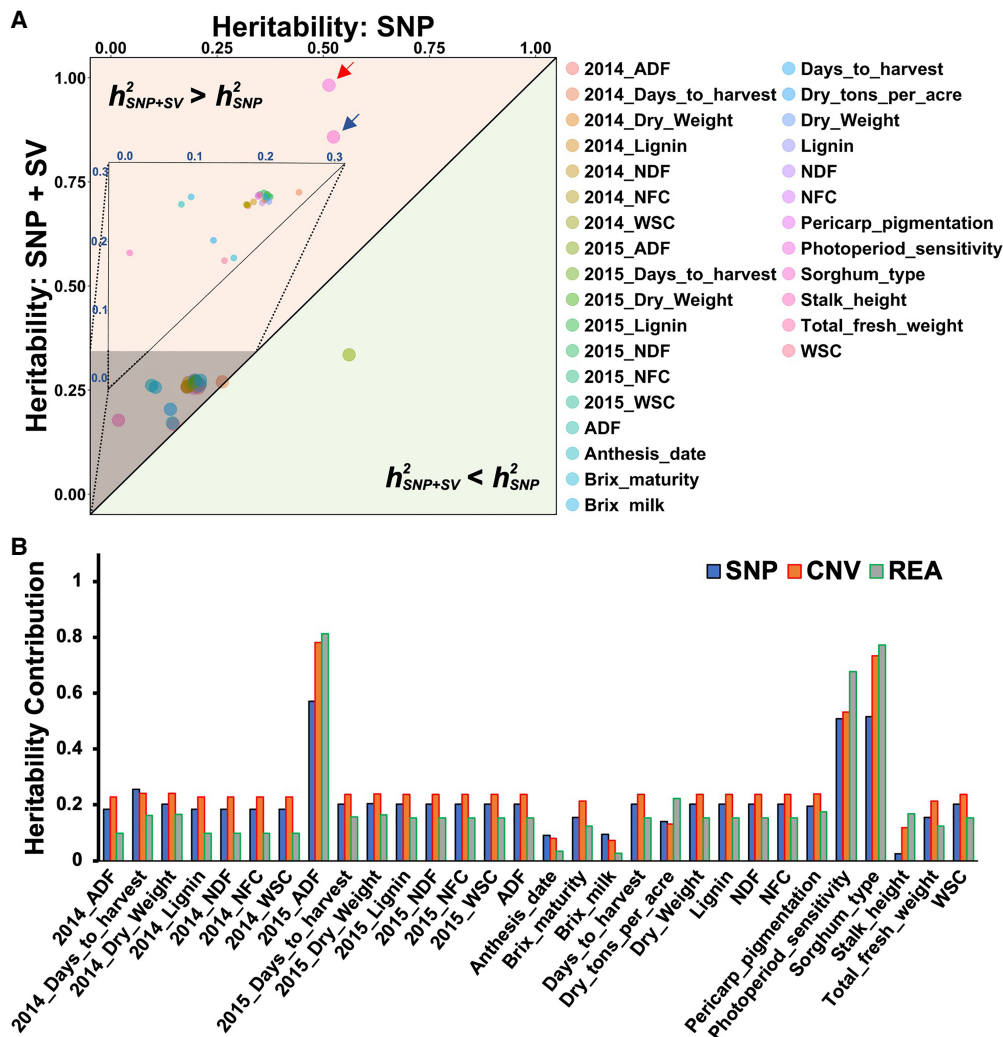 A
Heritability: SNP
0.00 0.25 0.50 0.75 1.00
Heritability: SNP + SV
1.00
0.75
0.50
0.25
0.00
h²SNP+SV > h²SNP
0.0 0.1 0.2 0.3
0.3
0.2
0.1
0.0
h²SNP+SV < h²SNP
2014_ADF
2014_Days_to_harvest
2014_Dry_Weight
2014_Lignin
2014_NDF
2014_NFC
2014_WSC
2015_ADF
2015_Days_to_harvest
2015_Dry_Weight
2015_Lignin
2015_NDF
2015_NFC
2015_WSC
ADF
Anthesis_date
Brix_maturity
Brix_milk
Days_to_harvest
Dry_tons_per_acre
Dry_Weight
Lignin
NDF
NFC
Pericarp_pigmentation
Photoperiod_sensitivity
Sorghum_type
Stalk_height
Total_fresh_weight
WSC
B
Heritability Contribution
1
0.8
0.6
0.4
0.2
0
SNP CNV REA
2014_ADF
2014_Days_to_harvest
2014_Dry_Weight
2014_Lignin
2014_NDF
2014_NFC
2014_WSC
2015_ADF
2015_Days_to_harvest
2015_Dry_Weight
2015_Lignin
2015_NDF
2015_NFC
2015_WSC
ADF
Anthesis_date
Brix_maturity
Brix_milk
Days_to_harvest
Dry_tons_per_acre
Dry_Weight
Lignin
NDF
NFC
Pericarp_pigmentation
Photoperiod_sensitivity
Sorghum_type
Stalk_height
Total_fresh_weight
WSC